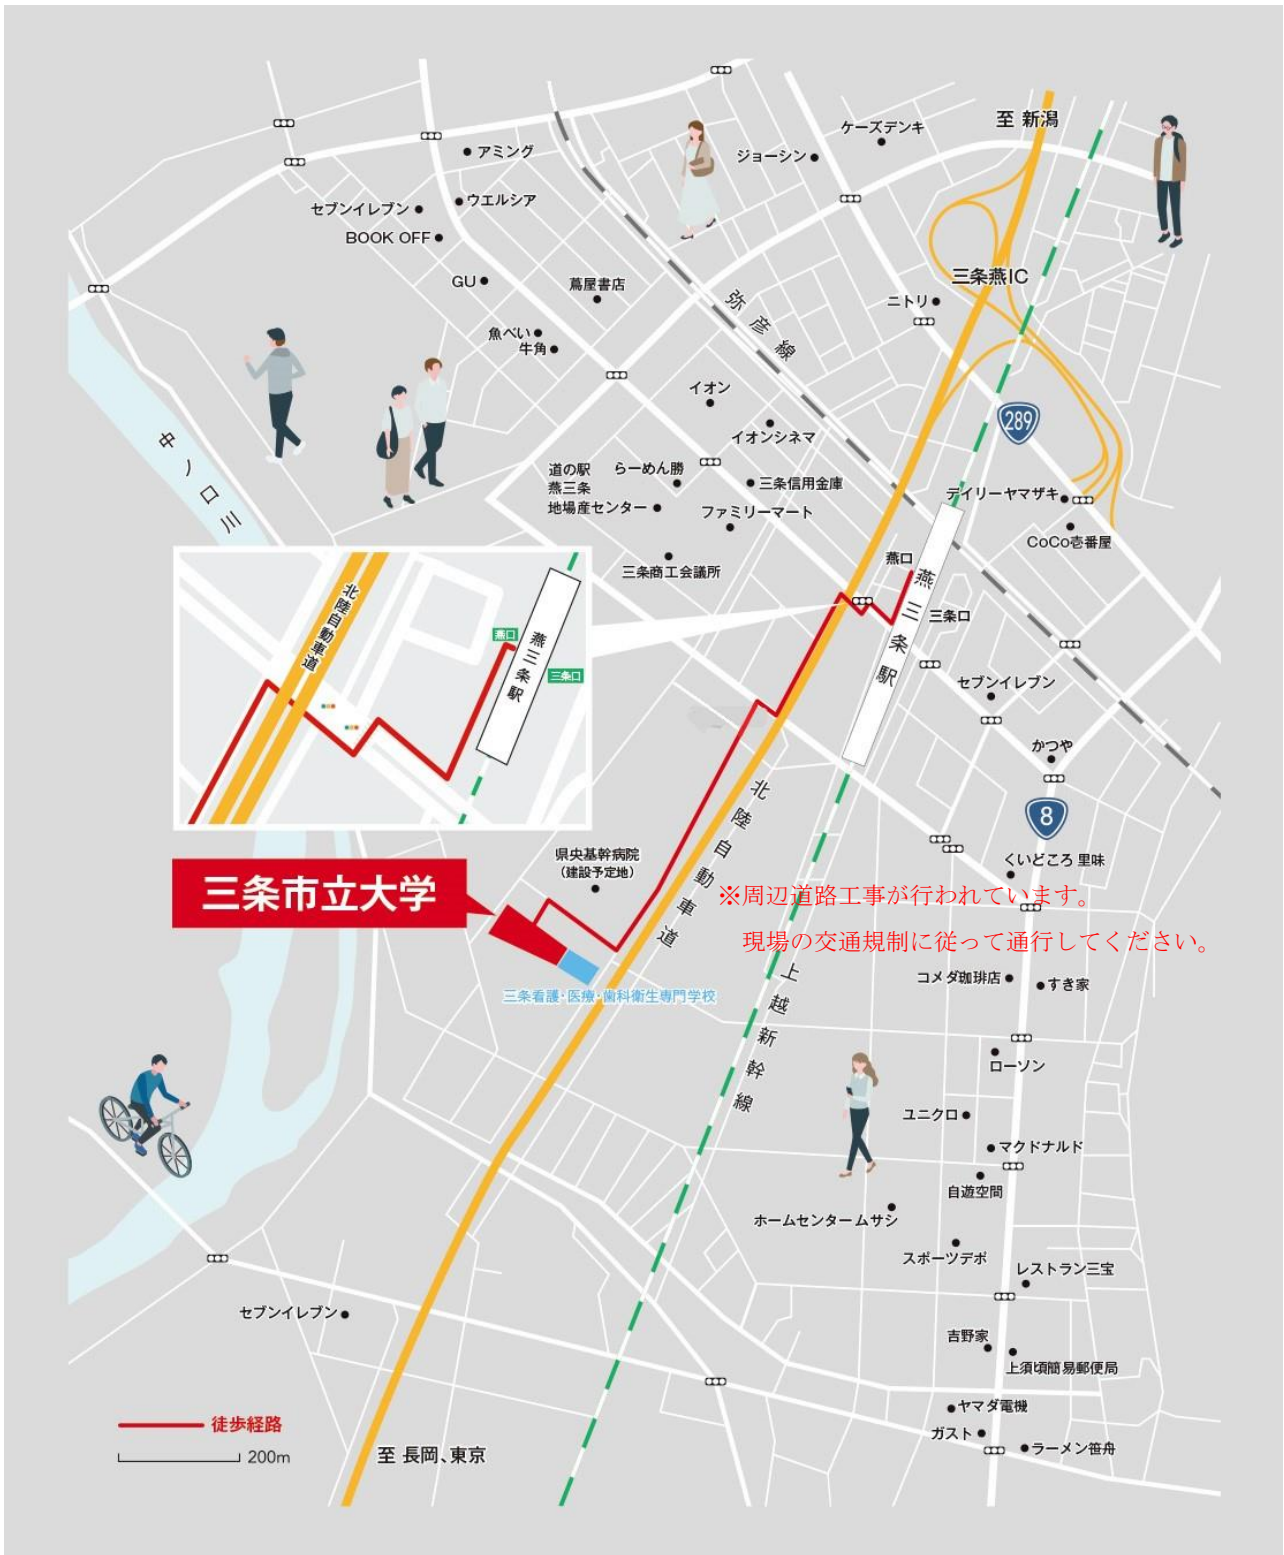 至 新潟
ケーズデンキ
ジョーシン
アミング
ウエルシア
セブンイレブン
BOOK OFF
GU
蔦屋書店
三条燕IC
ニトリ
弥彦線
魚べい
牛角
イオン
289
イオンシネマ
中ノ口川
道の駅
燕三条
地場産センター
らーめん勝
三条信用金庫
ファミリーマート
デイリーヤマザキ
CoCo壱番屋
三条商工会議所
燕口
燕三条駅
三条口
北陸自動車道
燕口
燕三条駅
三条口
セブンイレブン
かつや
8
北陸自動車道
くいどころ 里味
県央基幹病院
(建設予定地)
三条市立大学
※周辺道路工事が行われています。
現場の交通規制に従って通行してください。
三条看護・医療・歯科衛生専門学校
上越新幹線
コメダ珈琲店
すき家
ローソン
ユニクロ
マクドナルド
自遊空間
ホームセンタームサシ
スポーツデポ
レストラン三宝
セブンイレブン
吉野家
上須頃簡易郵便局
ヤマダ電機
ガスト
ラーメン笹舟
徒歩経路
200m
至 長岡、東京